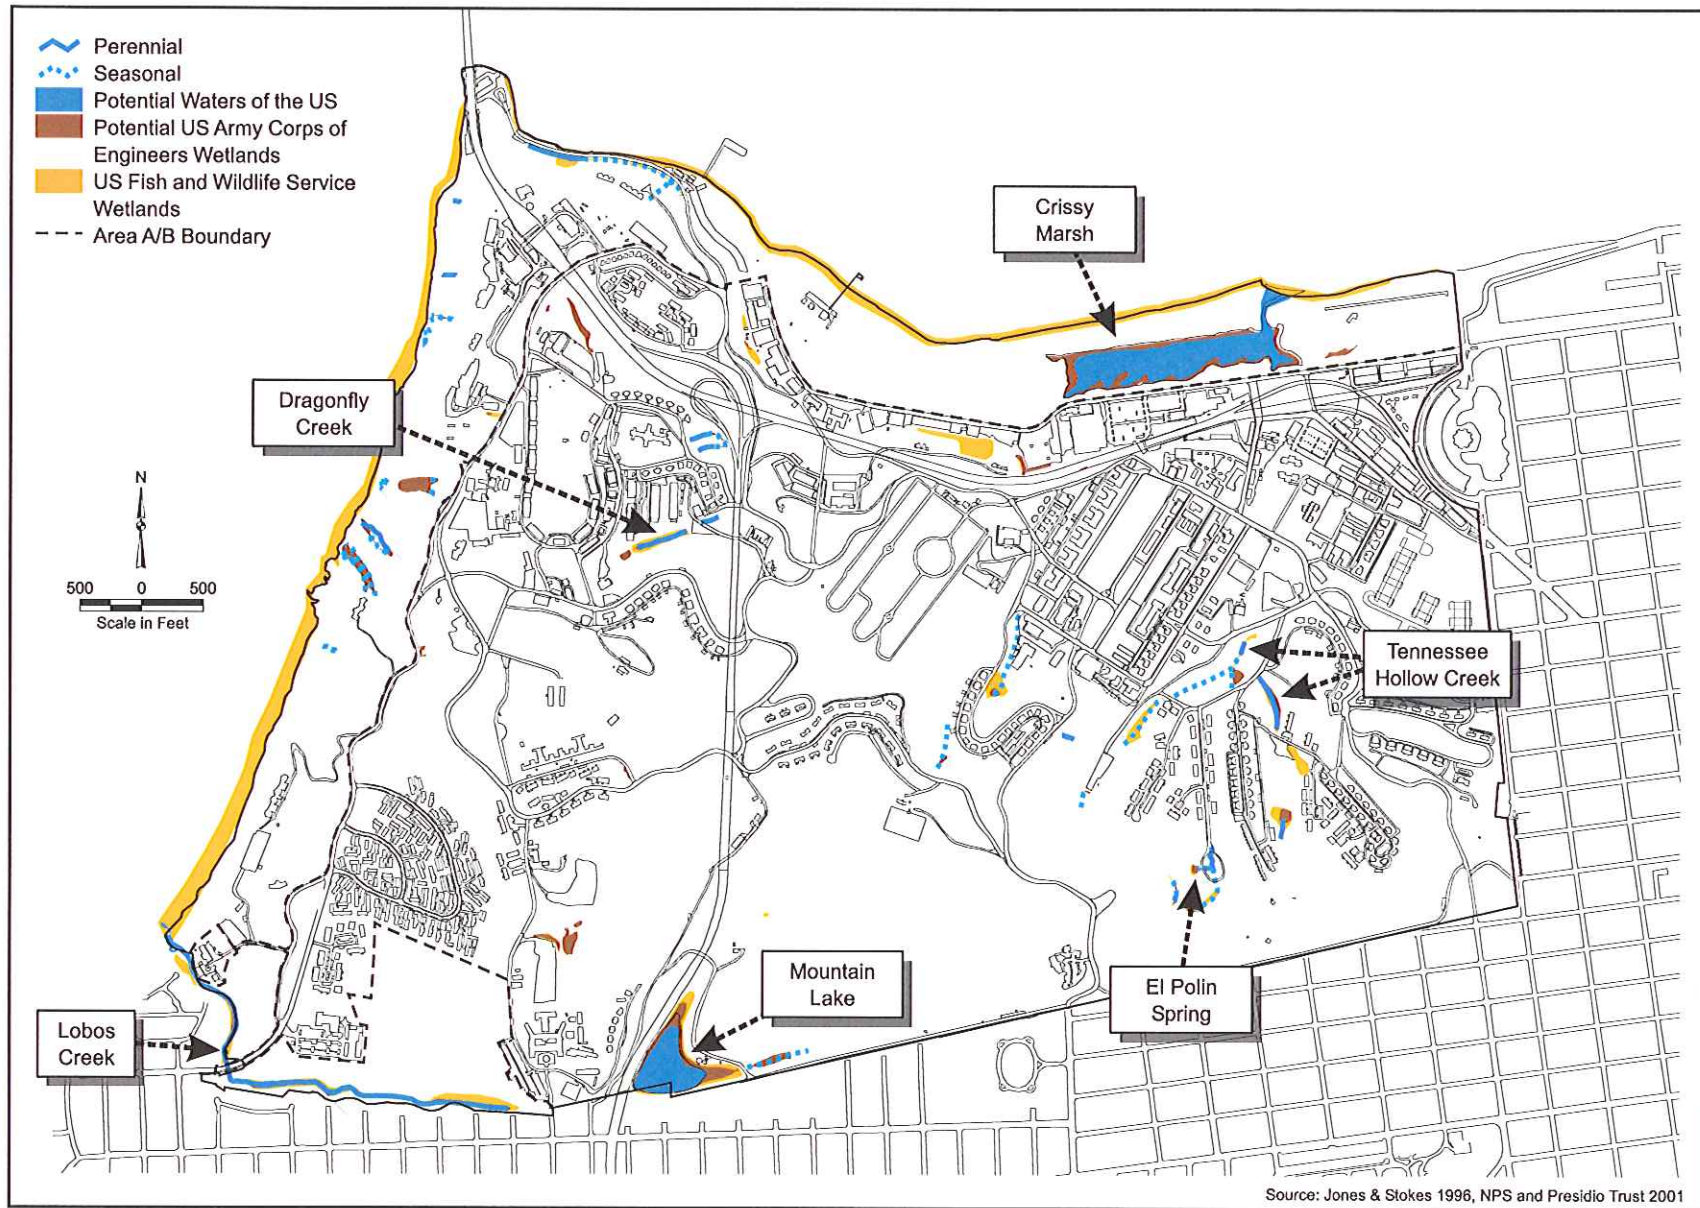 Perennial
Seasonal
Potential Waters of the US
Potential US Army Corps of
Engineers Wetlands
US Fish and Wildlife Service
Wetlands
Area A/B Boundary
Crissy
Marsh
Dragonfly
Creek
N
500 0 500
Scale in Feet
Tennessee
Hollow Creek
Mountain
Lake
El Polin
Spring
Lobos
Creek
Source: Jones & Stokes 1996, NPS and Presidio Trust 2001